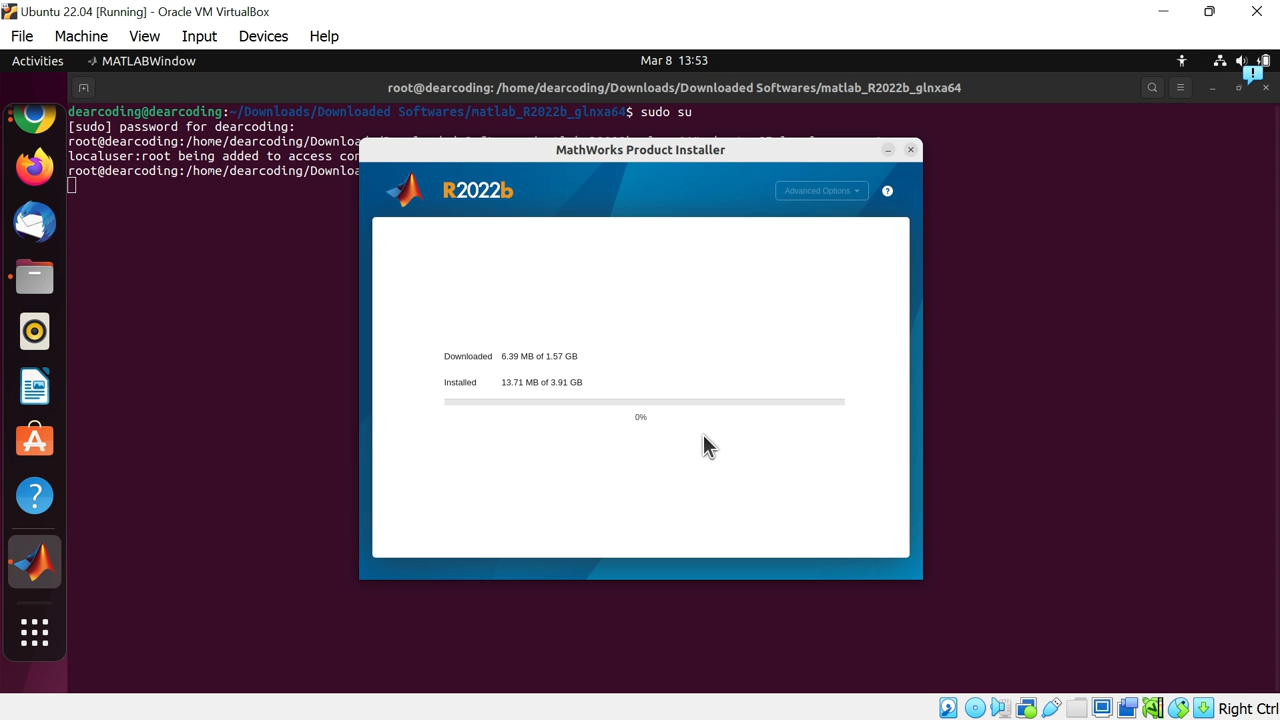 Ubuntu 22.04 [Running] - Oracle VM VirtualBox
File Machine View Input Devices Help
Activities MATLABWindow Mar 8 13:53
root@dearcoding: /home/dearcoding/Downloads/Downloaded Softwares/matlab_R2022b_glnxa64
dearcoding@dearcoding:~/Downloads/Downloaded Softwares/matlab_R2022b_glnxa64$ sudo su
[sudo] password for dearcoding:
root@dearcoding:/home/dearcoding/Downloa
localuser:root being added to access con
root@dearcoding:/home/dearcoding/Downloa
MathWorks Product Installer
R2022b
Advanced Options
?
Downloaded 6.39 MB of 1.57 GB
Installed 13.71 MB of 3.91 GB
0%
Right Ctrl